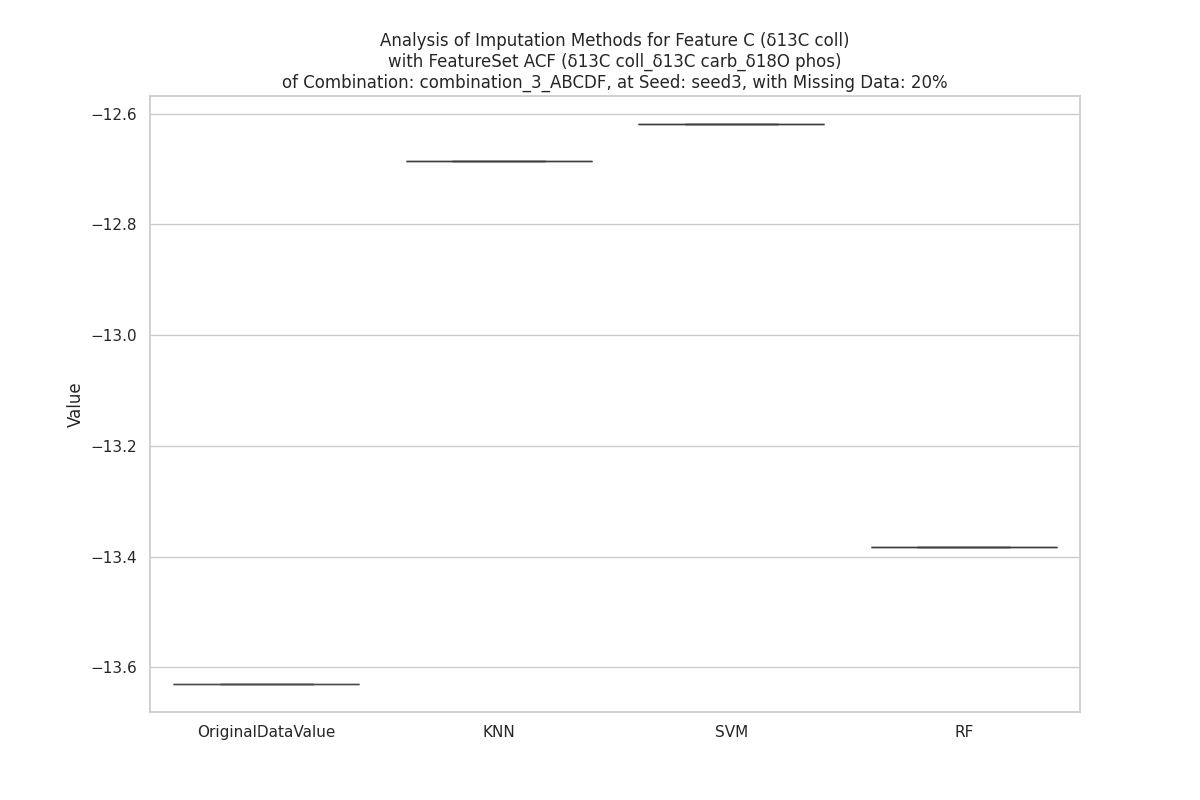 Analysis of Imputation Methods for Feature C (δ13C coll)
with FeatureSet ACF (δ13C coll_δ13C carb_δ18O phos)
of Combination: combination_3_ABCDF, at Seed: seed3, with Missing Data: 20%
−12.6
−12.8
−13.0
−13.2
−13.4
−13.6
Value
OriginalDataValue
KNN
SVM
RF